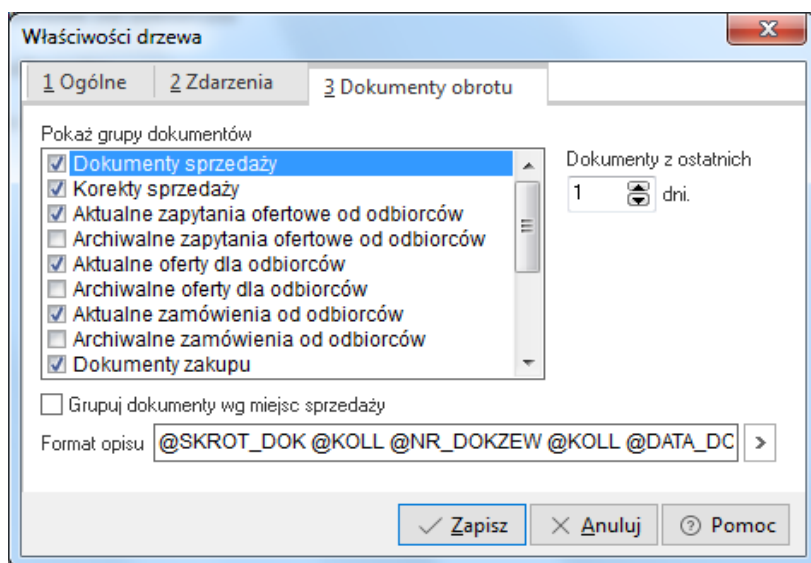 Właściwości drzewa
1 Ogólne 2 Zdarzenia 3 Dokumenty obrotu
Pokaż grupy dokumentów
Dokumenty sprzedaży
Korekty sprzedaży
Aktualne zapytania ofertowe od odbiorców
Archiwalne zapytania ofertowe od odbiorców
Aktualne oferty dla odbiorców
Archiwalne oferty dla odbiorców
Aktualne zamówienia od odbiorców
Archiwalne zamówienia od odbiorców
Dokumenty zakupu
Dokumenty z ostatnich
1 dni.
Grupuj dokumenty wg miejsc sprzedaży
Format opisu @SKROT_DOK @KOLL @NR_DOKZEW @KOLL @DATA_DO >
Zapisz Anuluj ? Pomoc